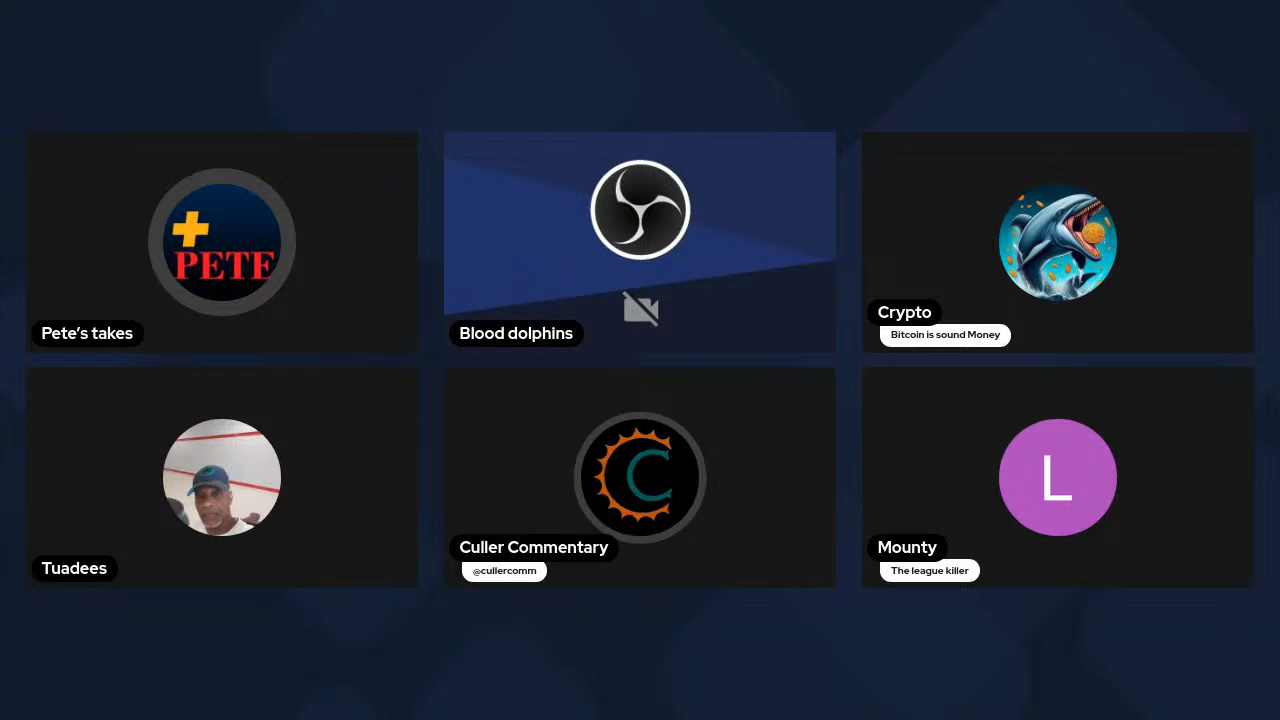 PETE
Pete's takes
Blood dolphins
Crypto
Bitcoin is sound Money
Tuadees
C
Culler Commentary
@cullercomm
L
Mounty
The league killer